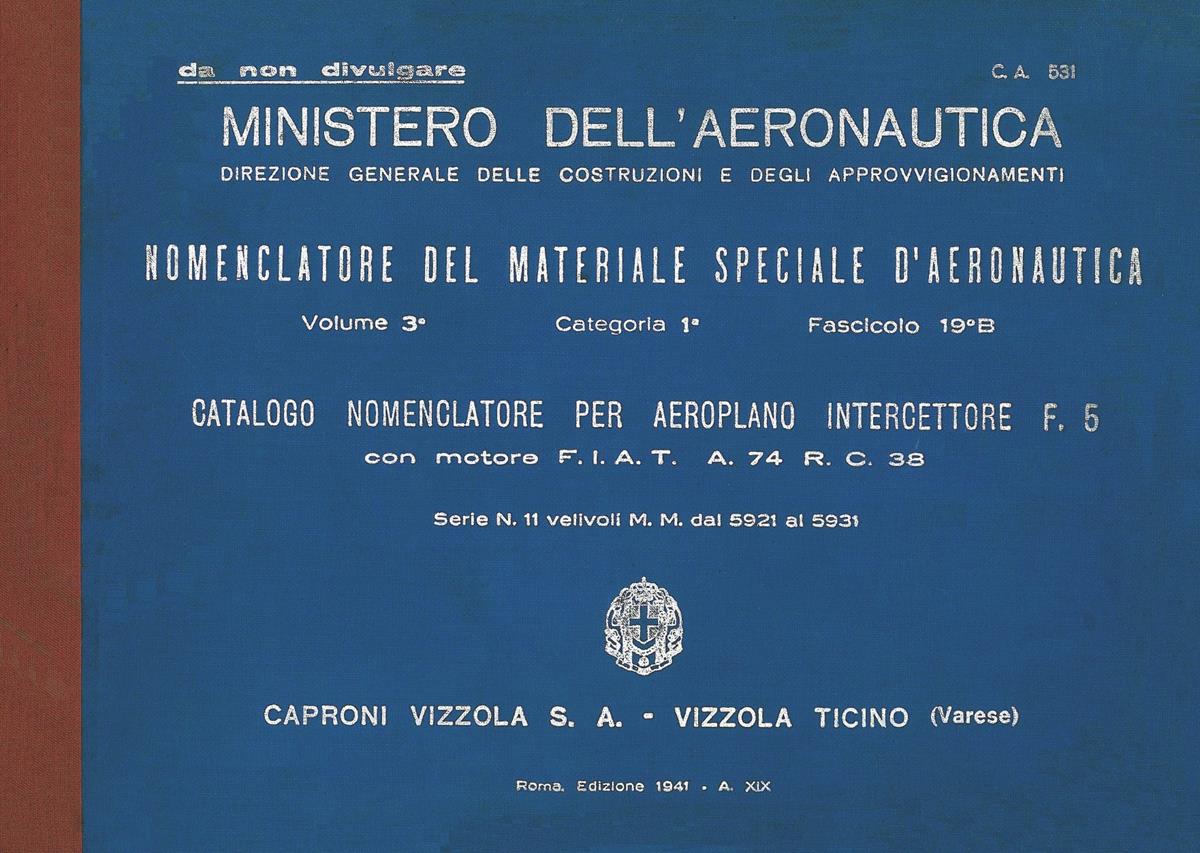 da non divulgare
C. A. 531
MINISTERO DELL'AERONAUTICA
DIREZIONE GENERALE DELLE COSTRUZIONI E DEGLI APPROVVIGIONAMENTI
NOMENCLATORE DEL MATERIALE SPECIALE D'AERONAUTICA
Volume 3° Categoria 1ª Fascicolo 19°B
CATALOGO NOMENCLATORE PER AEROPLANO INTERCETTORE F. 5
con motore F. I. A. T. A. 74 R. C. 38
Serie N. 11 velivoli M. M. dal 5921 al 5931
CAPRONI VIZZOLA S. A. - VIZZOLA TICINO (Varese)
Roma. Edizione 1941 - A. XIX